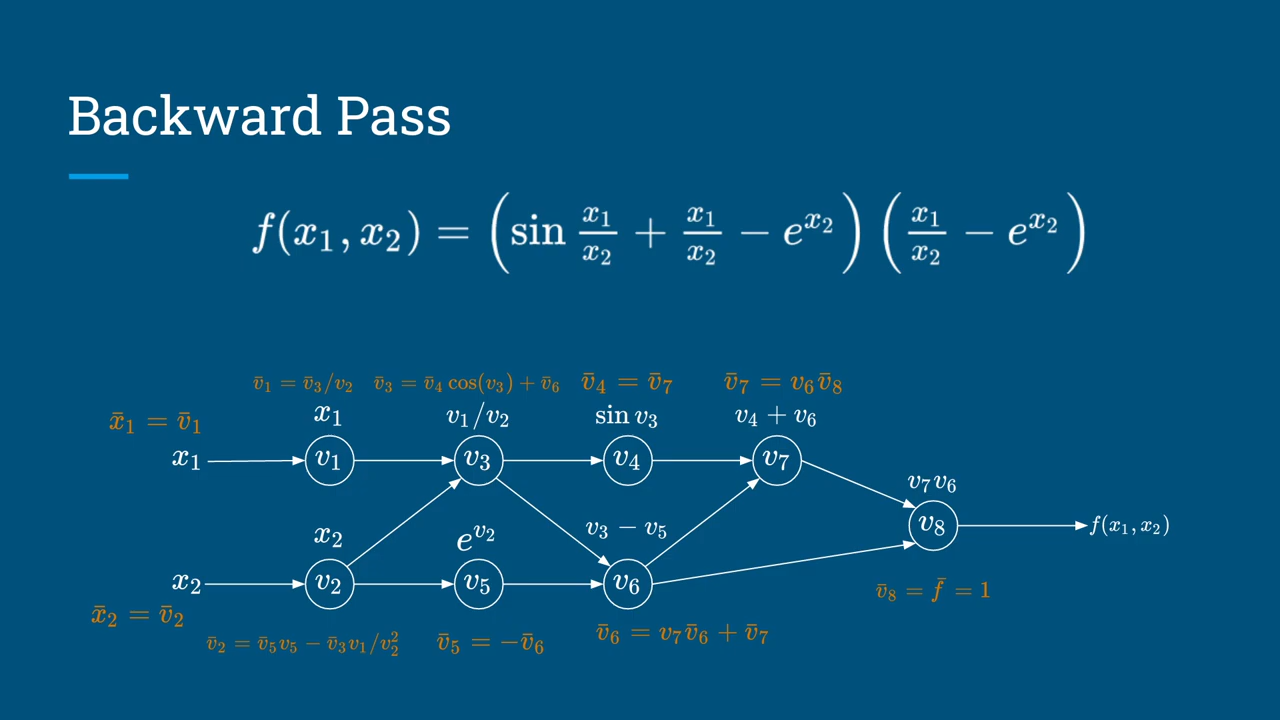 Backward Pass
f(x₁, x₂) = (sin x₁/x₂ + x₁/x₂ − e^{x₂}) (x₁/x₂ − e^{x₂})
v̄₁ = v̄₃/v₂ v̄₃ = v̄₄ cos(v₃) + v̄₆ v̄₄ = v̄₇ v̄₇ = v₆v̄₈
x̄₁ = v̄₁ x₁ v₁/v₂ sin v₃ v₄ + v₆
x₁ v₁ v₃ v₄ v₇
v₇v₆
x₂ e^{v₂} v₃ − v₅ v₈ f(x₁, x₂)
x₂ v₂ v₅ v₆ v̄₈ = f̄ = 1
x̄₂ = v̄₂
v̄₂ = v̄₅v₅ − v̄₃v₁/v₂² v̄₅ = −v̄₆ v̄₆ = v₇v̄₆ + v̄₇